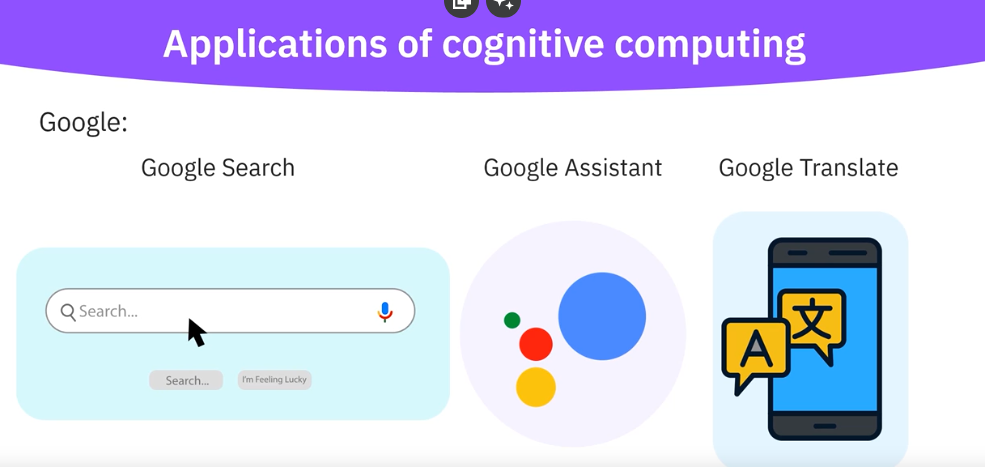 Applications of cognitive computing
Google:
Google Search
Google Assistant
Google Translate
Search...
Search...
I'm Feeling Lucky
A
文